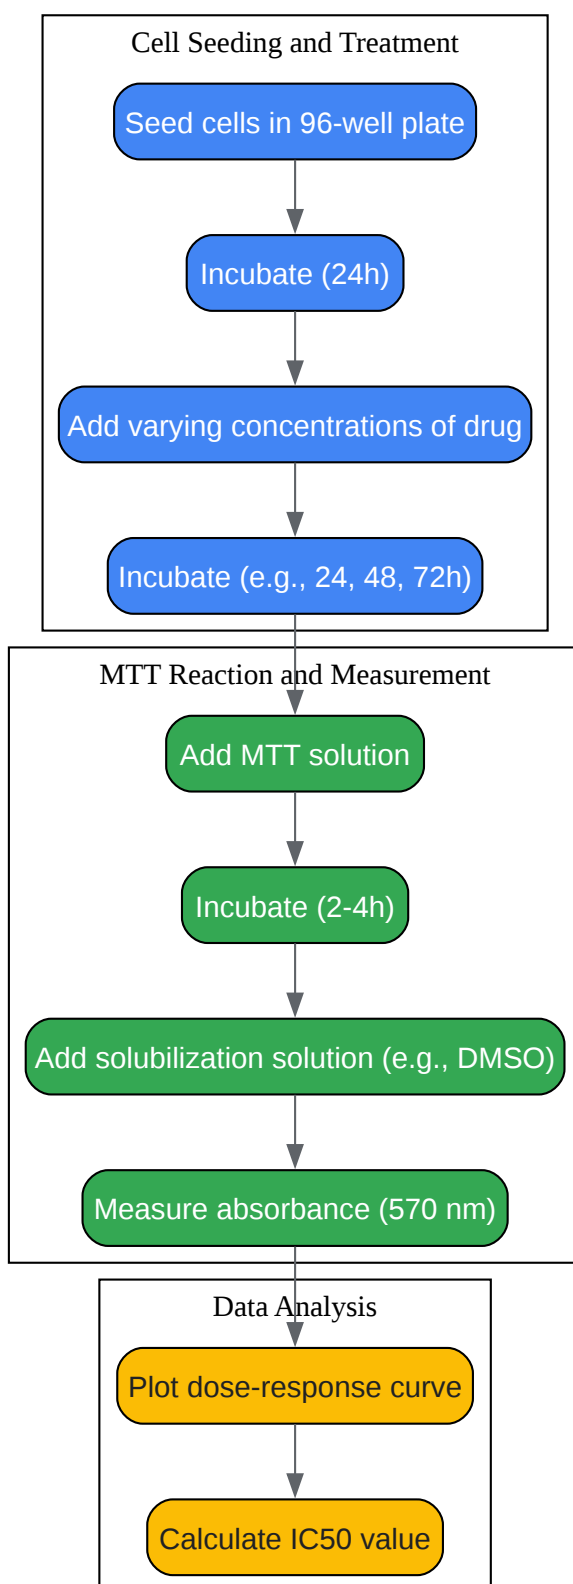 Cell Seeding and Treatment
Seed cells in 96-well plate
Incubate (24h)
Add varying concentrations of drug
Incubate (e.g., 24, 48, 72h)
MTT Reaction and Measurement
Add MTT solution
Incubate (2-4h)
Add solubilization solution (e.g., DMSO)
Measure absorbance (570 nm)
Data Analysis
Plot dose-response curve
Calculate IC50 value